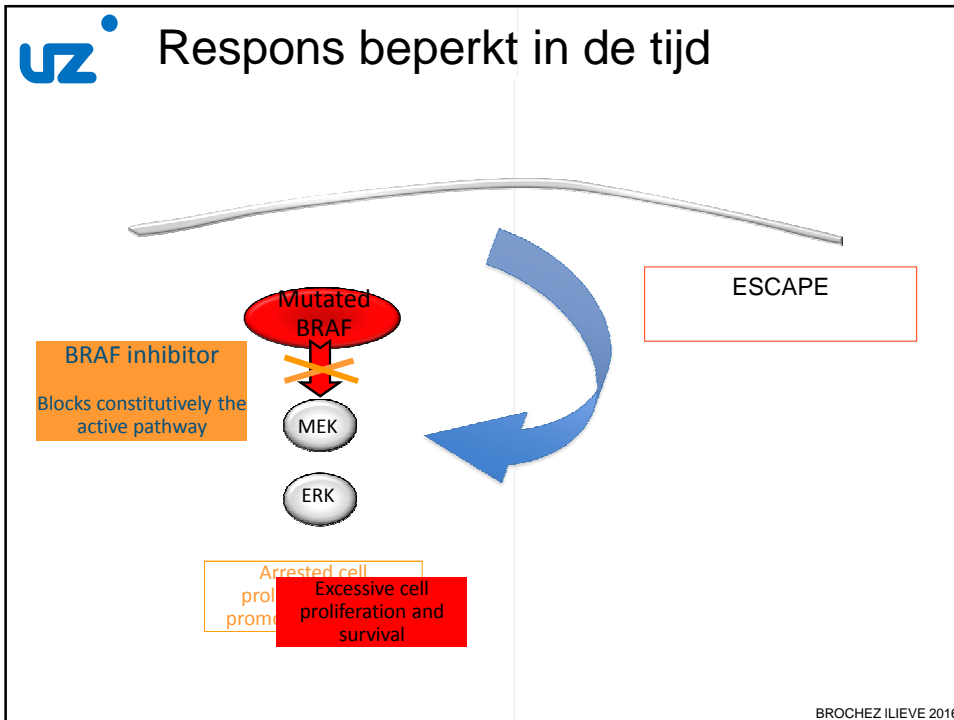 uz
Respons beperkt in de tijd
ESCAPE
Mutated
BRAF
BRAF inhibitor
Blocks constitutively the
active pathway
MEK
ERK
Arrested cell
Excessive cell
proliferation and
survival
BROCHEZ ILIEVE 2016